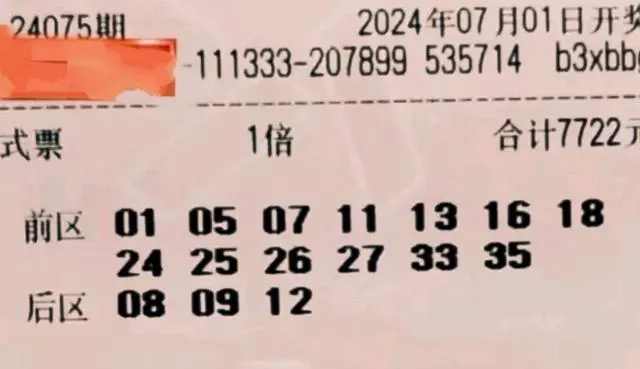 24075期 2024年07月01日开奖
-111333-207899 535714 b3xbb
式票 1倍 合计7722元
前区 01 05 07 11 13 16 18
24 25 26 27 33 35
后区 08 09 12